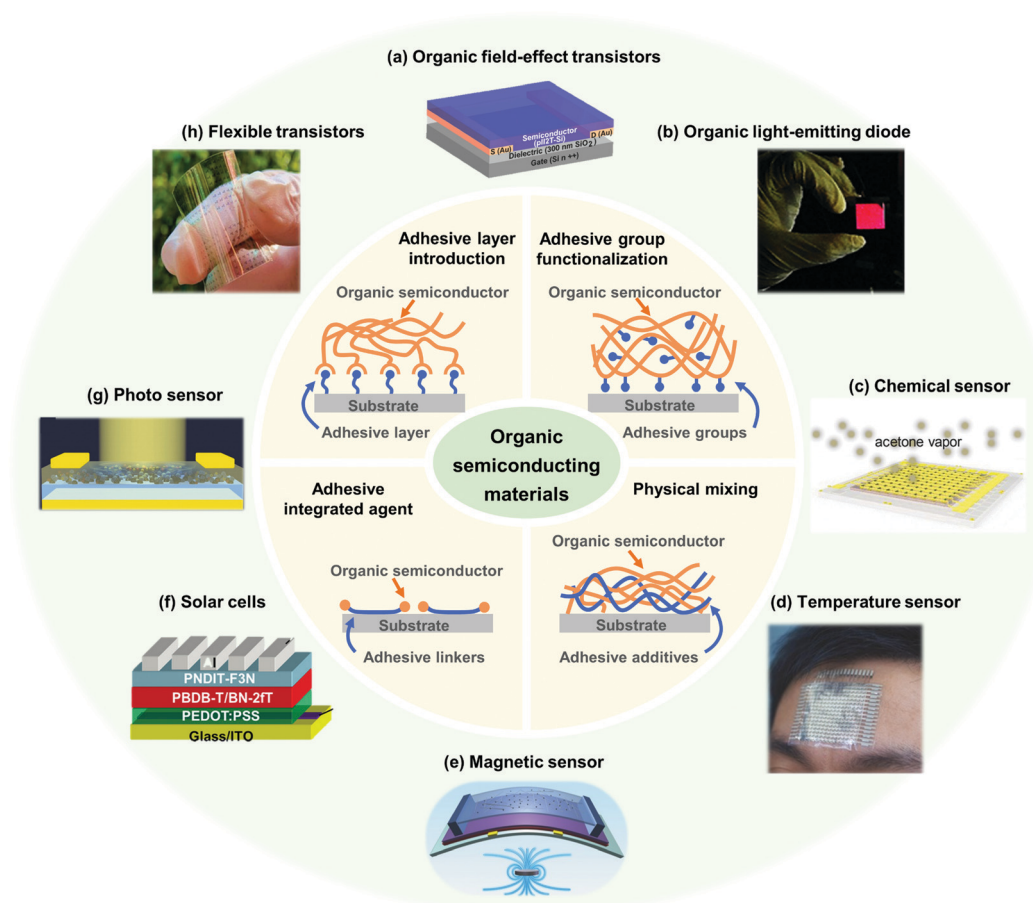 (a) Organic field-effect transistors
Semiconductor
(pII2T-Si)
S (Au)
D (Au)
Dielectric (300 nm SiO2)
Gate (Si n ++)
(h) Flexible transistors
(b) Organic light-emitting diode
Adhesive layer
introduction
Organic semiconductor
Substrate
Adhesive layer
Adhesive group
functionalization
Organic semiconductor
Substrate
Adhesive groups
(g) Photo sensor
(c) Chemical sensor
acetone vapor
Organic
semiconducting
materials
Adhesive
integrated agent
Organic semiconductor
Substrate
Adhesive linkers
Physical mixing
Organic semiconductor
Substrate
Adhesive additives
(f) Solar cells
Al
PNDIT-F3N
PBDB-T/BN-2fT
PEDOT:PSS
Glass/ITO
(d) Temperature sensor
(e) Magnetic sensor